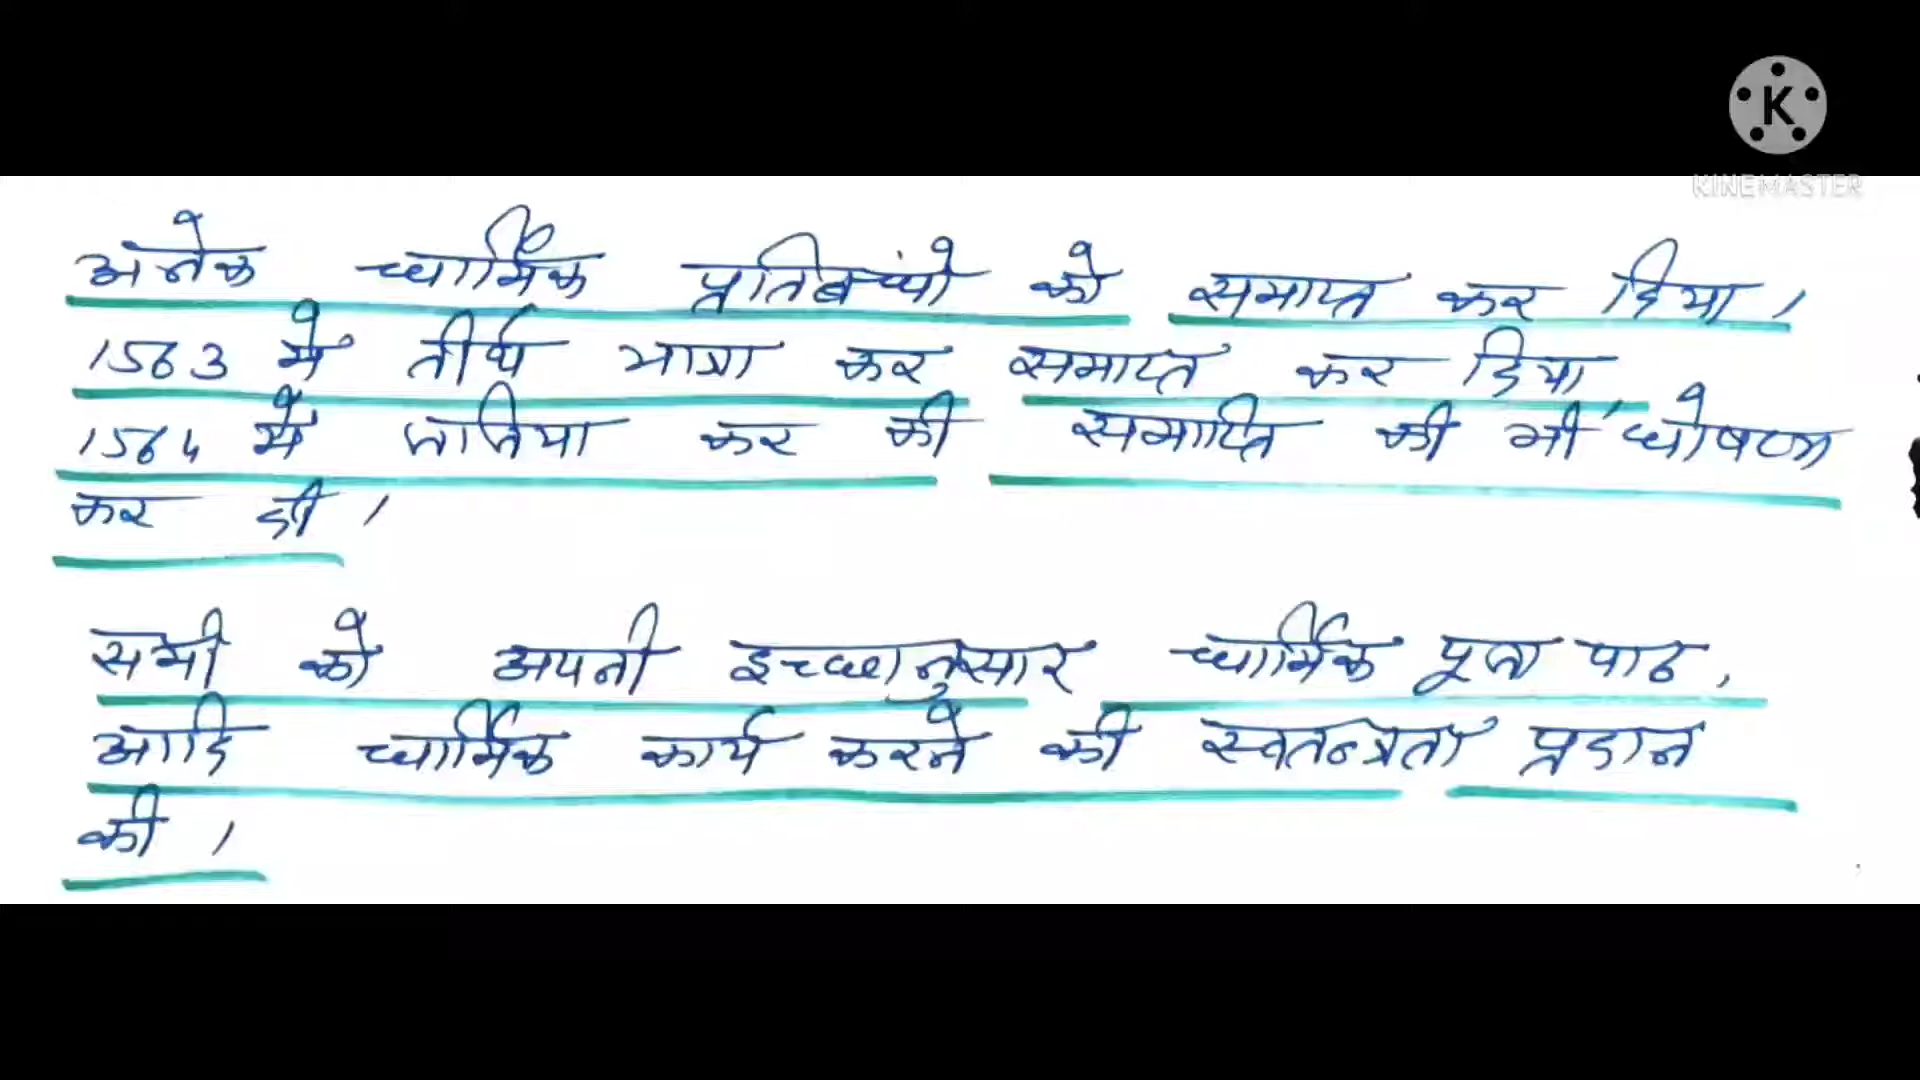 K
KINEMASTER
अनेक धार्मिक प्रतिबंधो को समाप्त कर दिया।
1563 मे तीर्थ यात्रा कर समाप्त कर दिया,
1564 मे जजिया कर की समाप्ति की भी घोषणा
कर दी।
सभी को अपनी इच्छानुसार धार्मिक पूजा पाठ,
आदि धार्मिक कार्य करने की स्वतन्त्रता प्रदान
की।